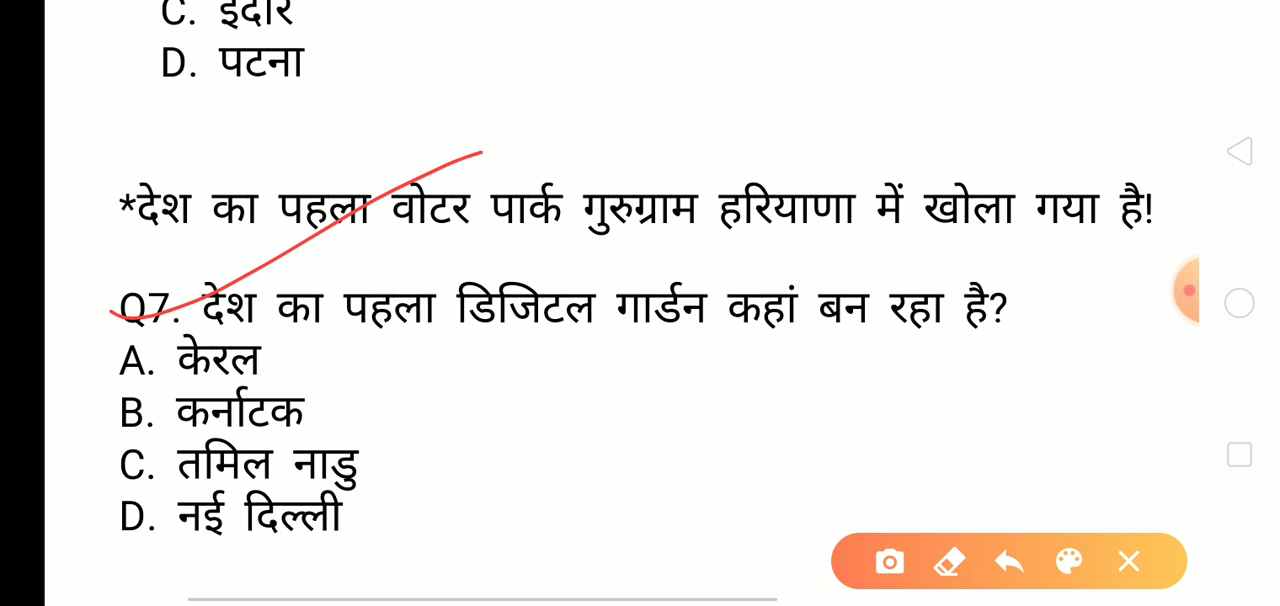 C. इंदौर
D. पटना
*देश का पहला वोटर पार्क गुरुग्राम हरियाणा में खोला गया है!
Q7. देश का पहला डिजिटल गार्डन कहां बन रहा है?
A. केरल
B. कर्नाटक
C. तमिल नाडु
D. नई दिल्ली